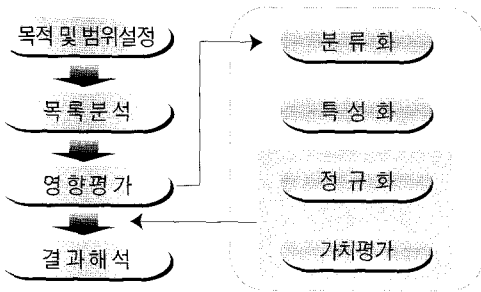 목적 및 범위설정
목록분석
영향평가
결과해석
분류화
특성화
정규화
가치평가